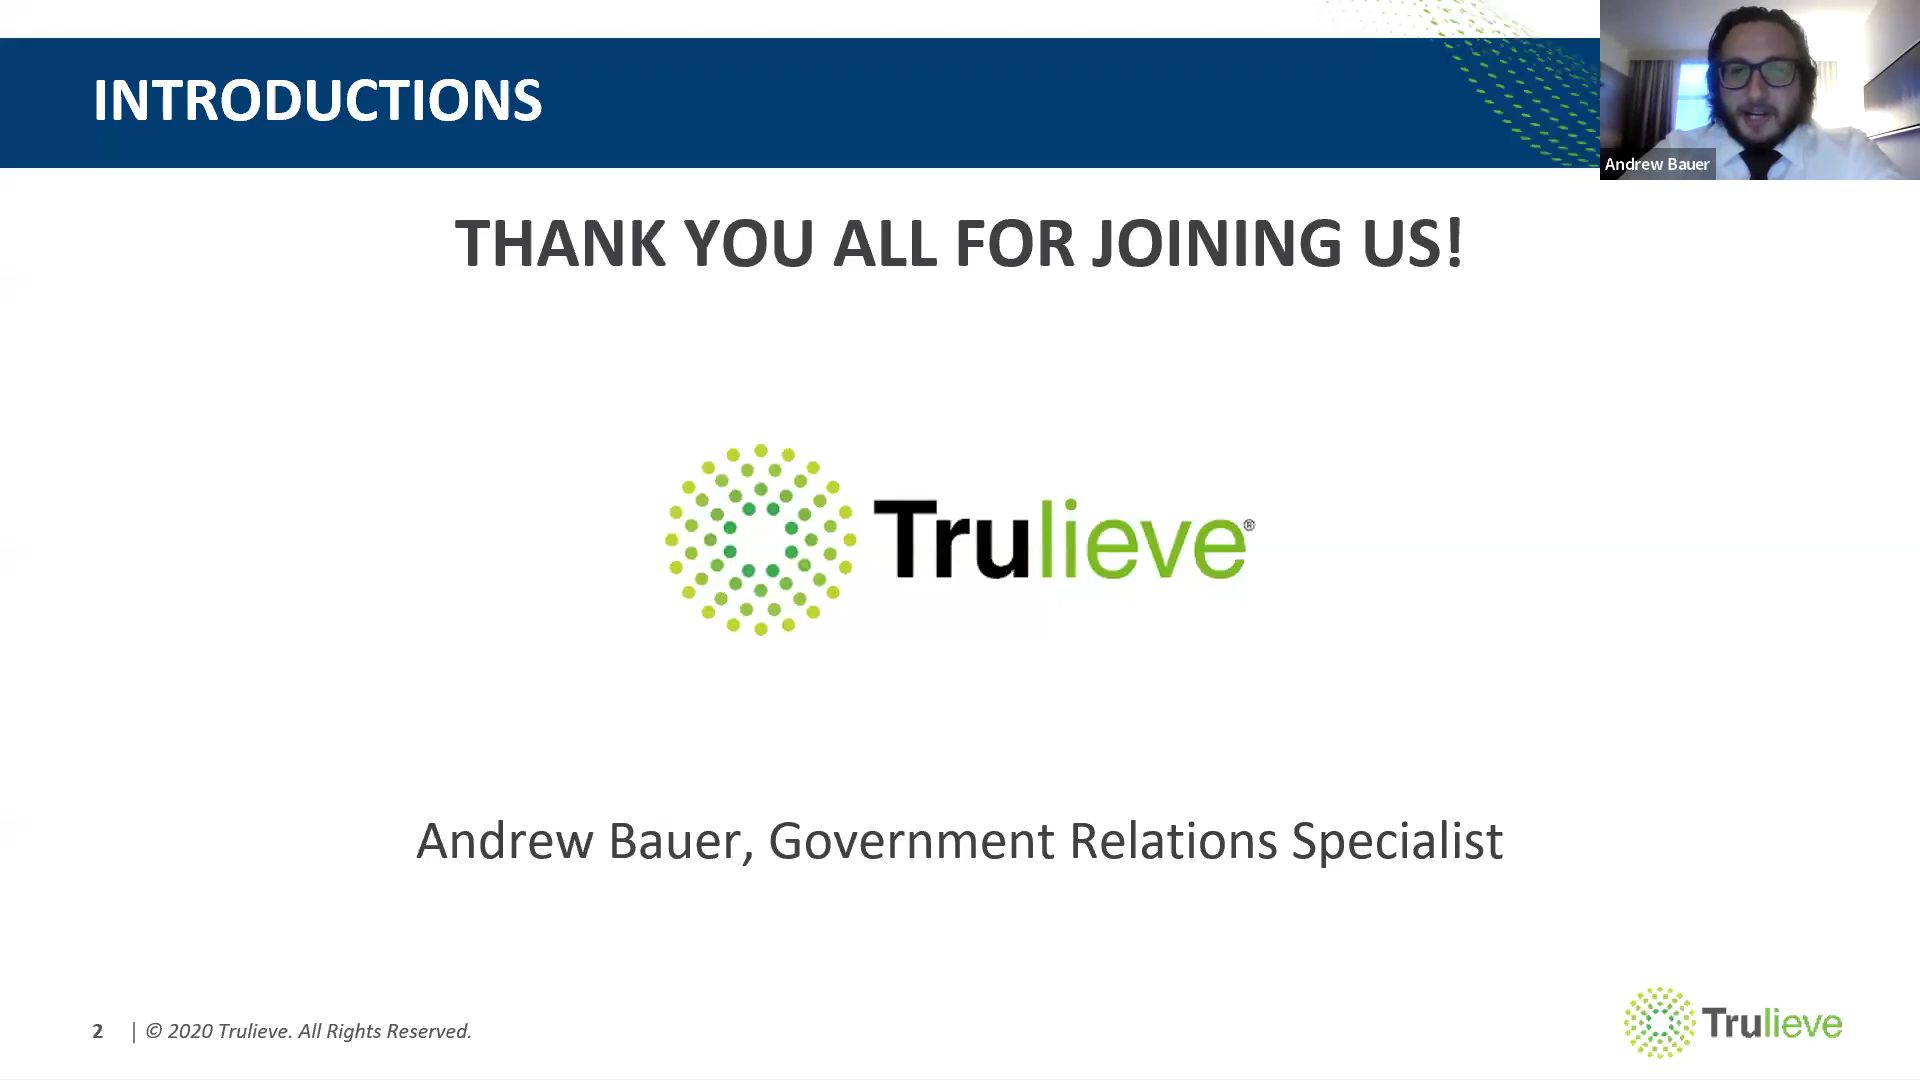 INTRODUCTIONS
Andrew Bauer
THANK YOU ALL FOR JOINING US!
Trulieve®
Andrew Bauer, Government Relations Specialist
2 | © 2020 Trulieve. All Rights Reserved.
Trulieve